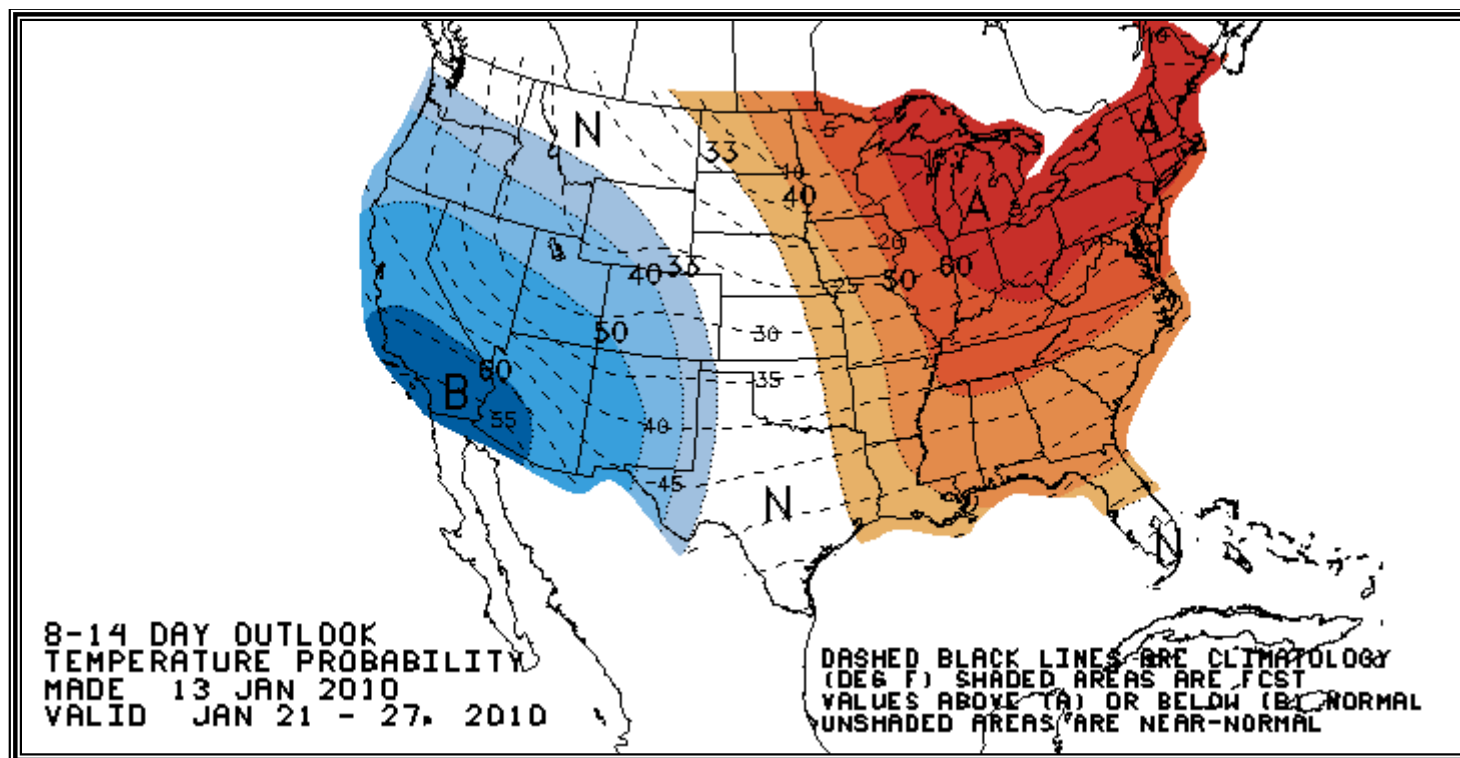 10
N
A
33
5
10
40
A
20
33
40
60
50
25
50
30
60
35
B
55
40
45
N
N
8-14 DAY OUTLOOK
TEMPERATURE PROBABILITY
MADE 13 JAN 2010
VALID JAN 21 - 27, 2010
DASHED BLACK LINES ARE CLIMATOLOGY
(DEG F) SHADED AREAS ARE FCST
VALUES ABOVE (A) OR BELOW (B) NORMAL
UNSHADED AREAS ARE NEAR-NORMAL